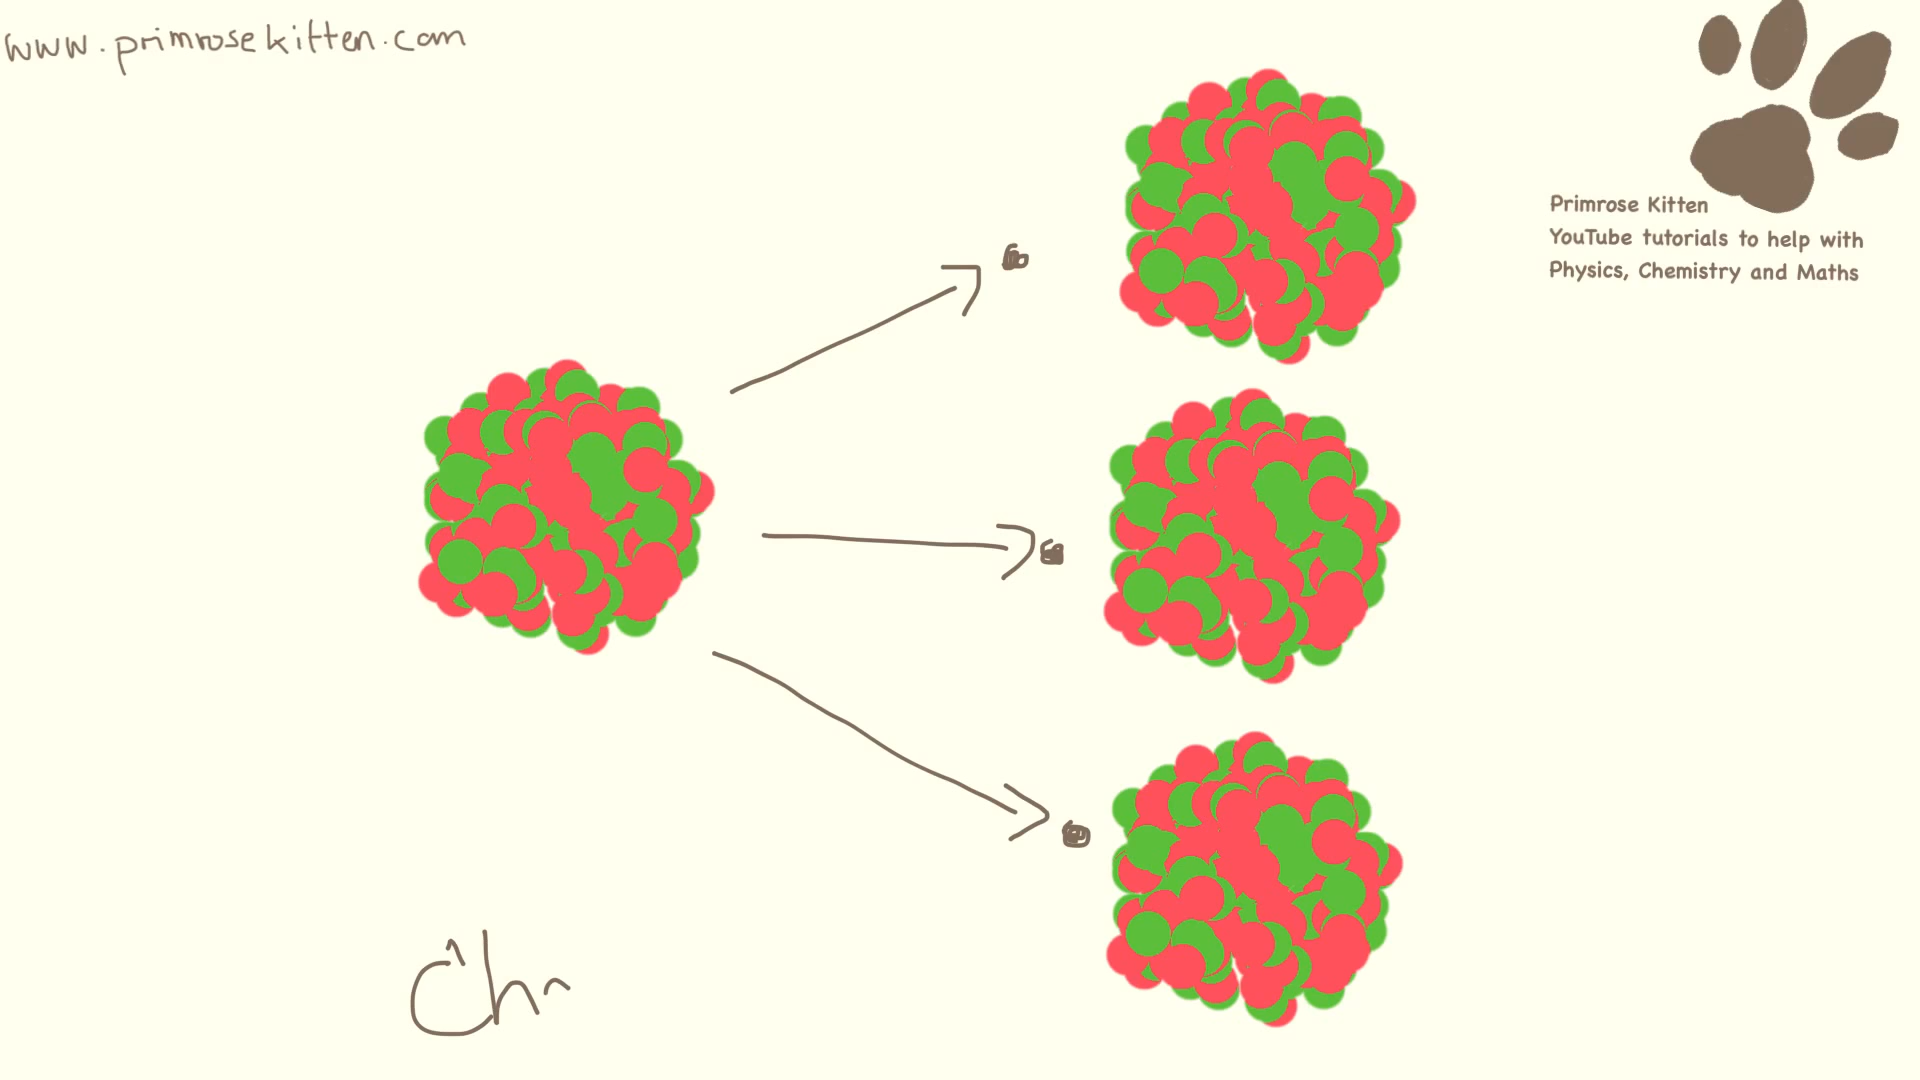 www.primrosekitten.com
Primrose Kitten
YouTube tutorials to help with
Physics, Chemistry and Maths